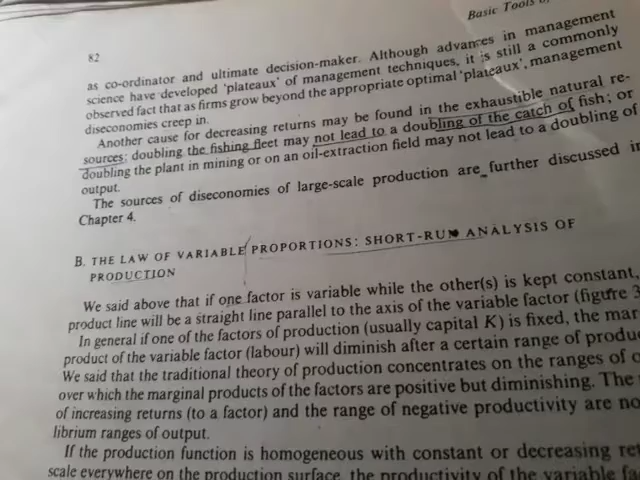 Basic Tools
82
as co-ordinator and ultimate decision-maker. Although advances in management
science have developed 'plateaux' of management techniques, it is still a commonly
observed fact that as firms grow beyond the appropriate optimal 'plateaux', management
diseconomies creep in.
Another cause for decreasing returns may be found in the exhaustible natural re-
sources: doubling the fishing fleet may not lead to a doubling of the catch of fish; or
doubling the plant in mining or on an oil-extraction field may not lead to a doubling of
output.
The sources of diseconomies of large-scale production are further discussed in
Chapter 4.
B. THE LAW OF VARIABLE PROPORTIONS: SHORT-RUN ANALYSIS OF
PRODUCTION
We said above that if one factor is variable while the other(s) is kept constant,
product line will be a straight line parallel to the axis of the variable factor (figure 3
In general if one of the factors of production (usually capital K) is fixed, the mar
product of the variable factor (labour) will diminish after a certain range of produ
We said that the traditional theory of production concentrates on the ranges of o
over which the marginal products of the factors are positive but diminishing. The
of increasing returns (to a factor) and the range of negative productivity are no
librium ranges of output.
If the production function is homogeneous with constant or decreasing ret
scale everywhere on the production surface, the productivity of the variable fa